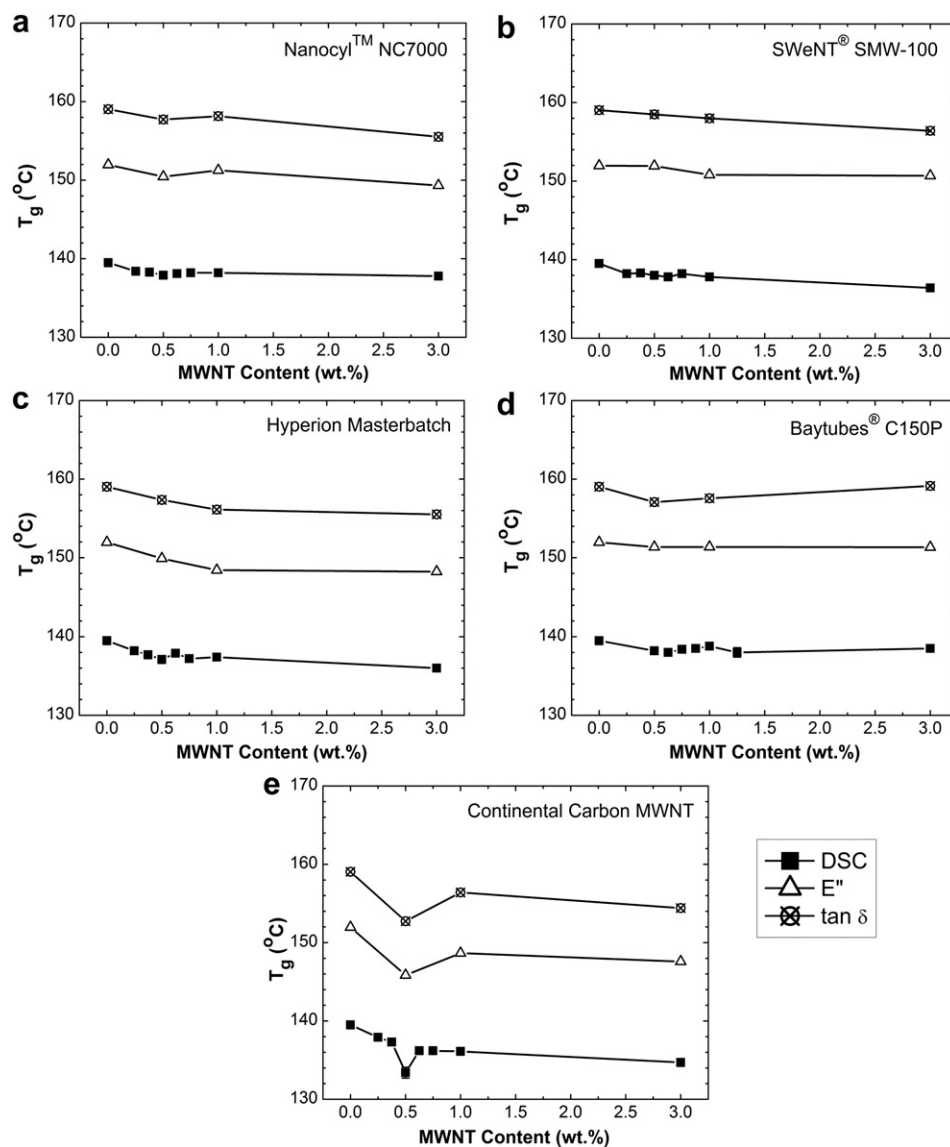 a
Nanocyl™ NC7000
170
160
150
140
130
Tg (°C)
0.0 0.5 1.0 1.5 2.0 2.5 3.0
MWNT Content (wt.%)
b
SWeNT® SMW-100
170
160
150
140
130
Tg (°C)
0.0 0.5 1.0 1.5 2.0 2.5 3.0
MWNT Content (wt.%)
c
Hyperion Masterbatch
170
160
150
140
130
Tg (°C)
0.0 0.5 1.0 1.5 2.0 2.5 3.0
MWNT Content (wt.%)
d
Baytubes® C150P
170
160
150
140
130
Tg (°C)
0.0 0.5 1.0 1.5 2.0 2.5 3.0
MWNT Content (wt.%)
e
Continental Carbon MWNT
170
160
150
140
130
Tg (°C)
0.0 0.5 1.0 1.5 2.0 2.5 3.0
MWNT Content (wt.%)
DSC
E"
tan δ